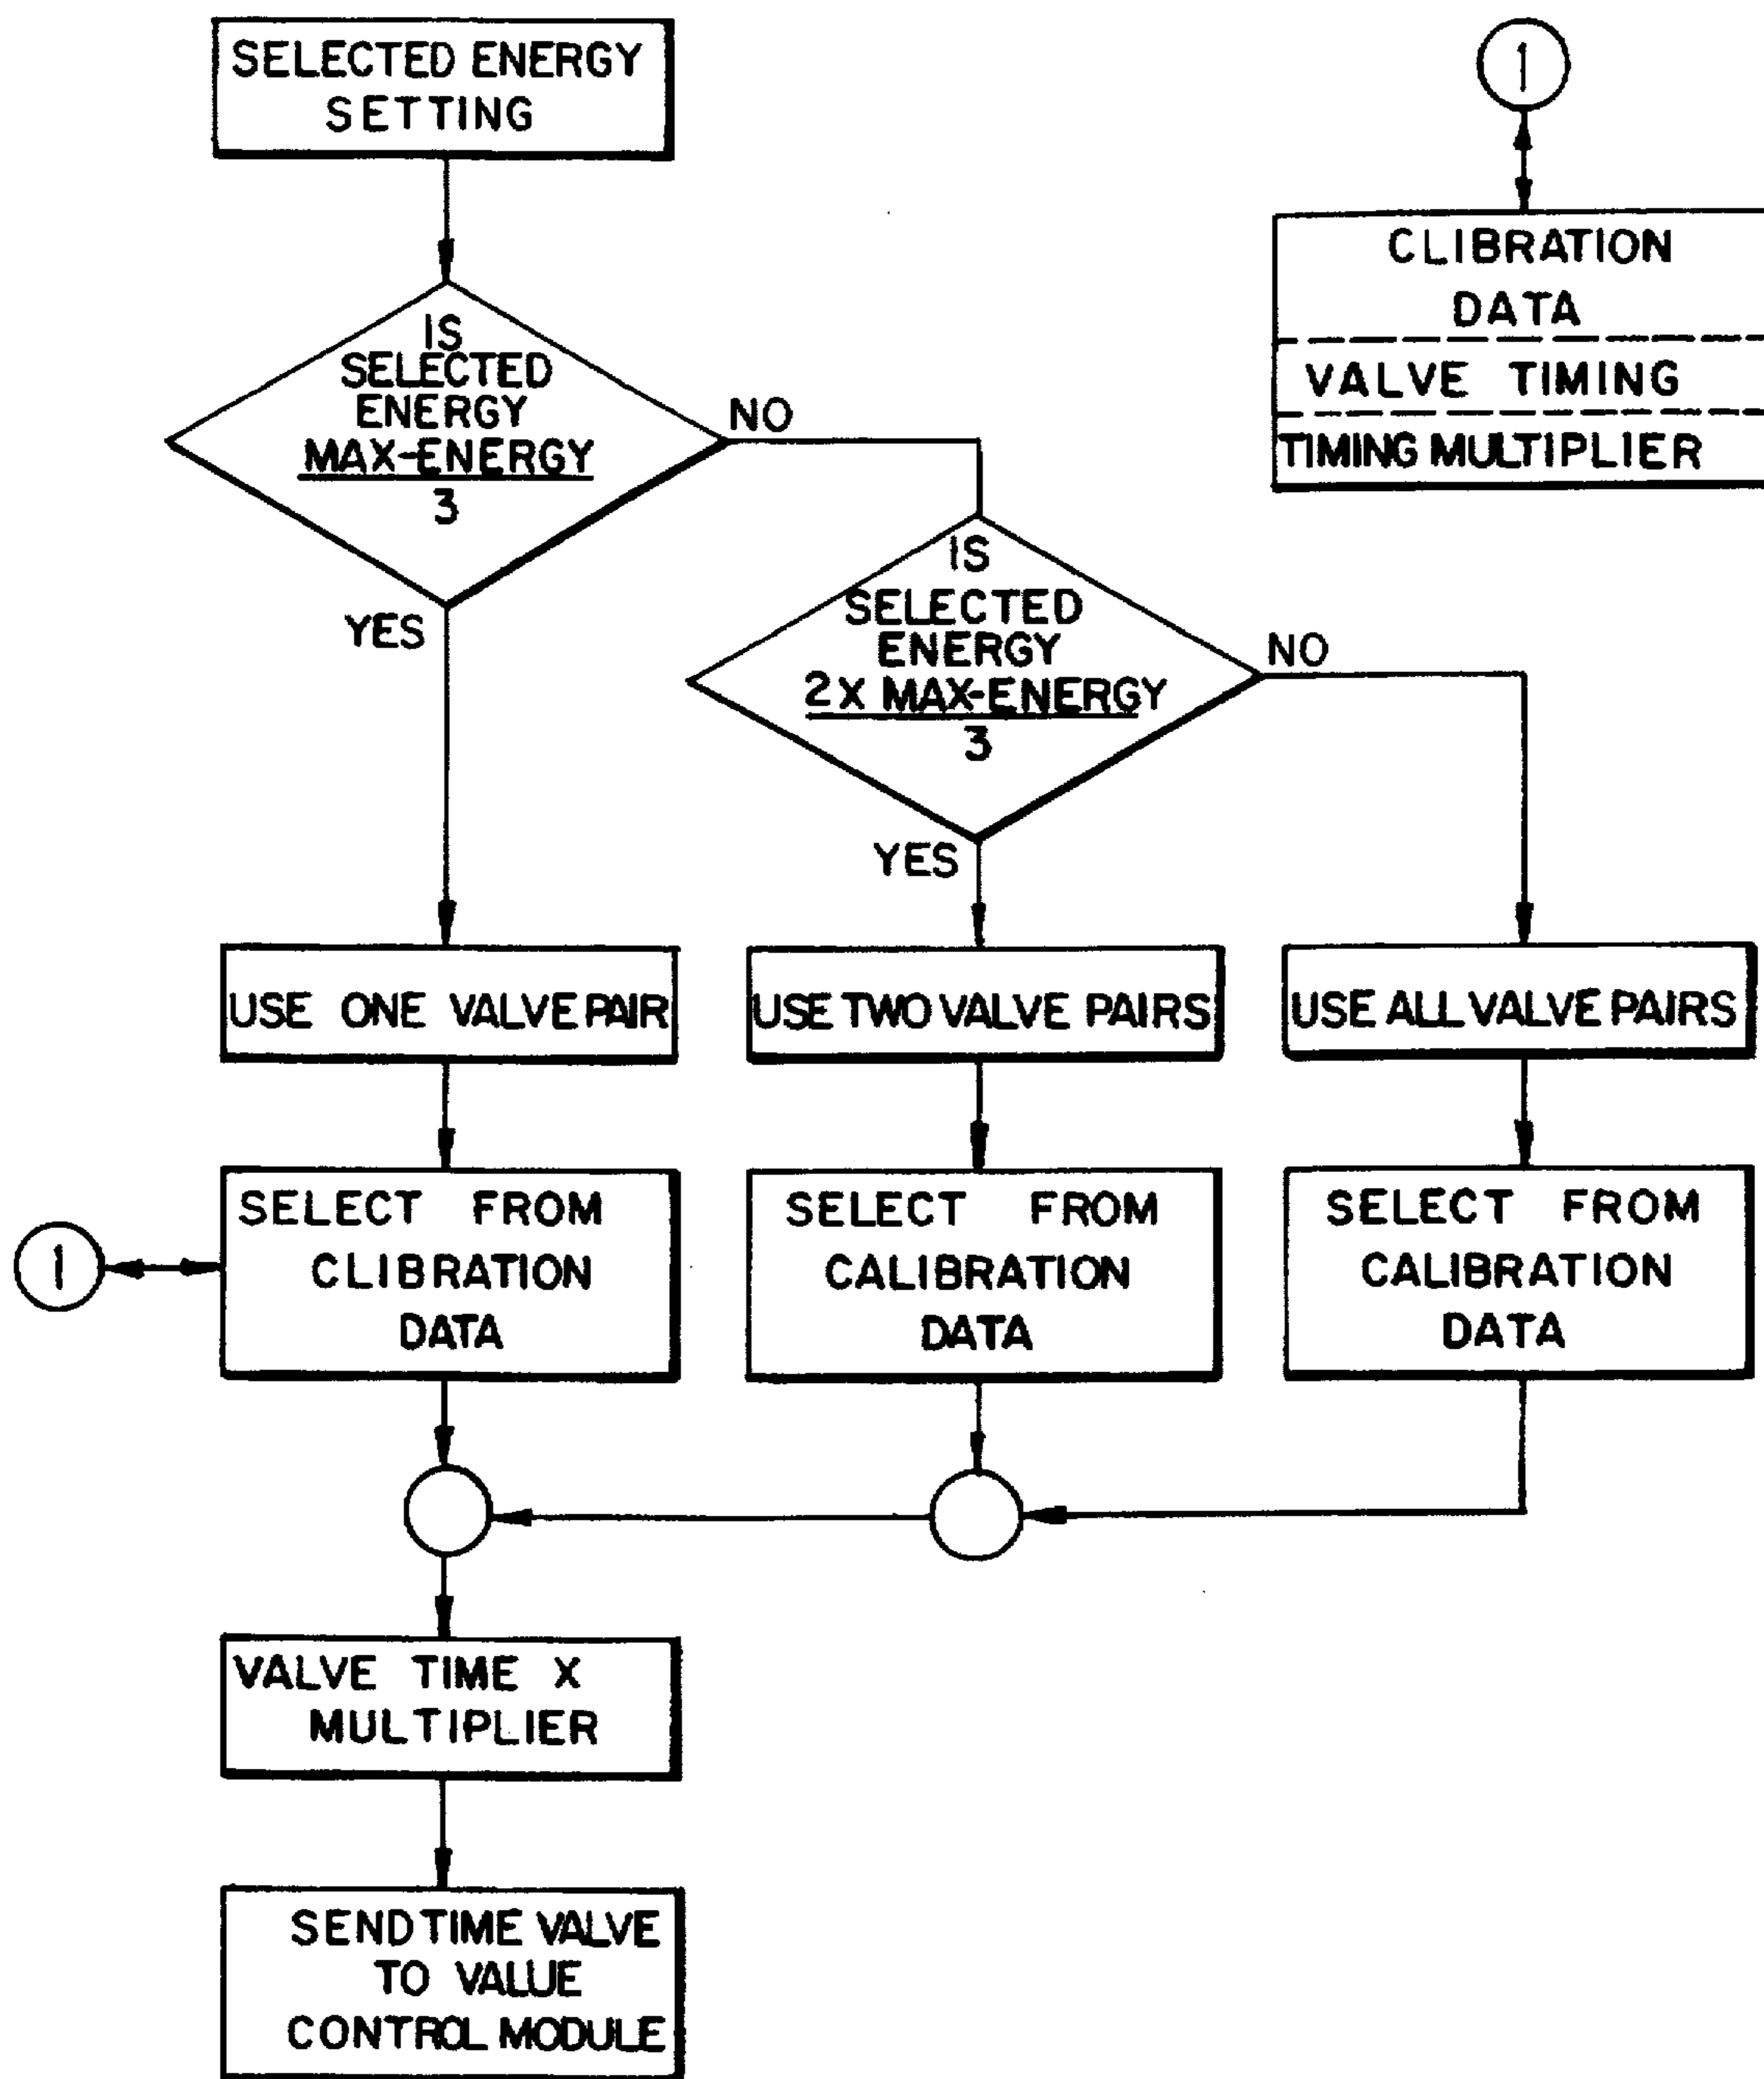 SELECTED ENERGY
SETTING
1
CLIBRATION
DATA
VALVE TIMING
TIMING MULTIPLIER
IS
SELECTED
ENERGY
MAX-ENERGY
3
NO
YES
IS
SELECTED
ENERGY
2X MAX-ENERGY
3
NO
YES
USE ONE VALVE PAIR
USE TWO VALVE PAIRS
USE ALL VALVE PAIRS
1
SELECT FROM
CLIBRATION
DATA
SELECT FROM
CALIBRATION
DATA
SELECT FROM
CALIBRATION
DATA
VALVE TIME X
MULTIPLIER
SEND TIME VALVE
TO VALUE
CONTROL MODULE